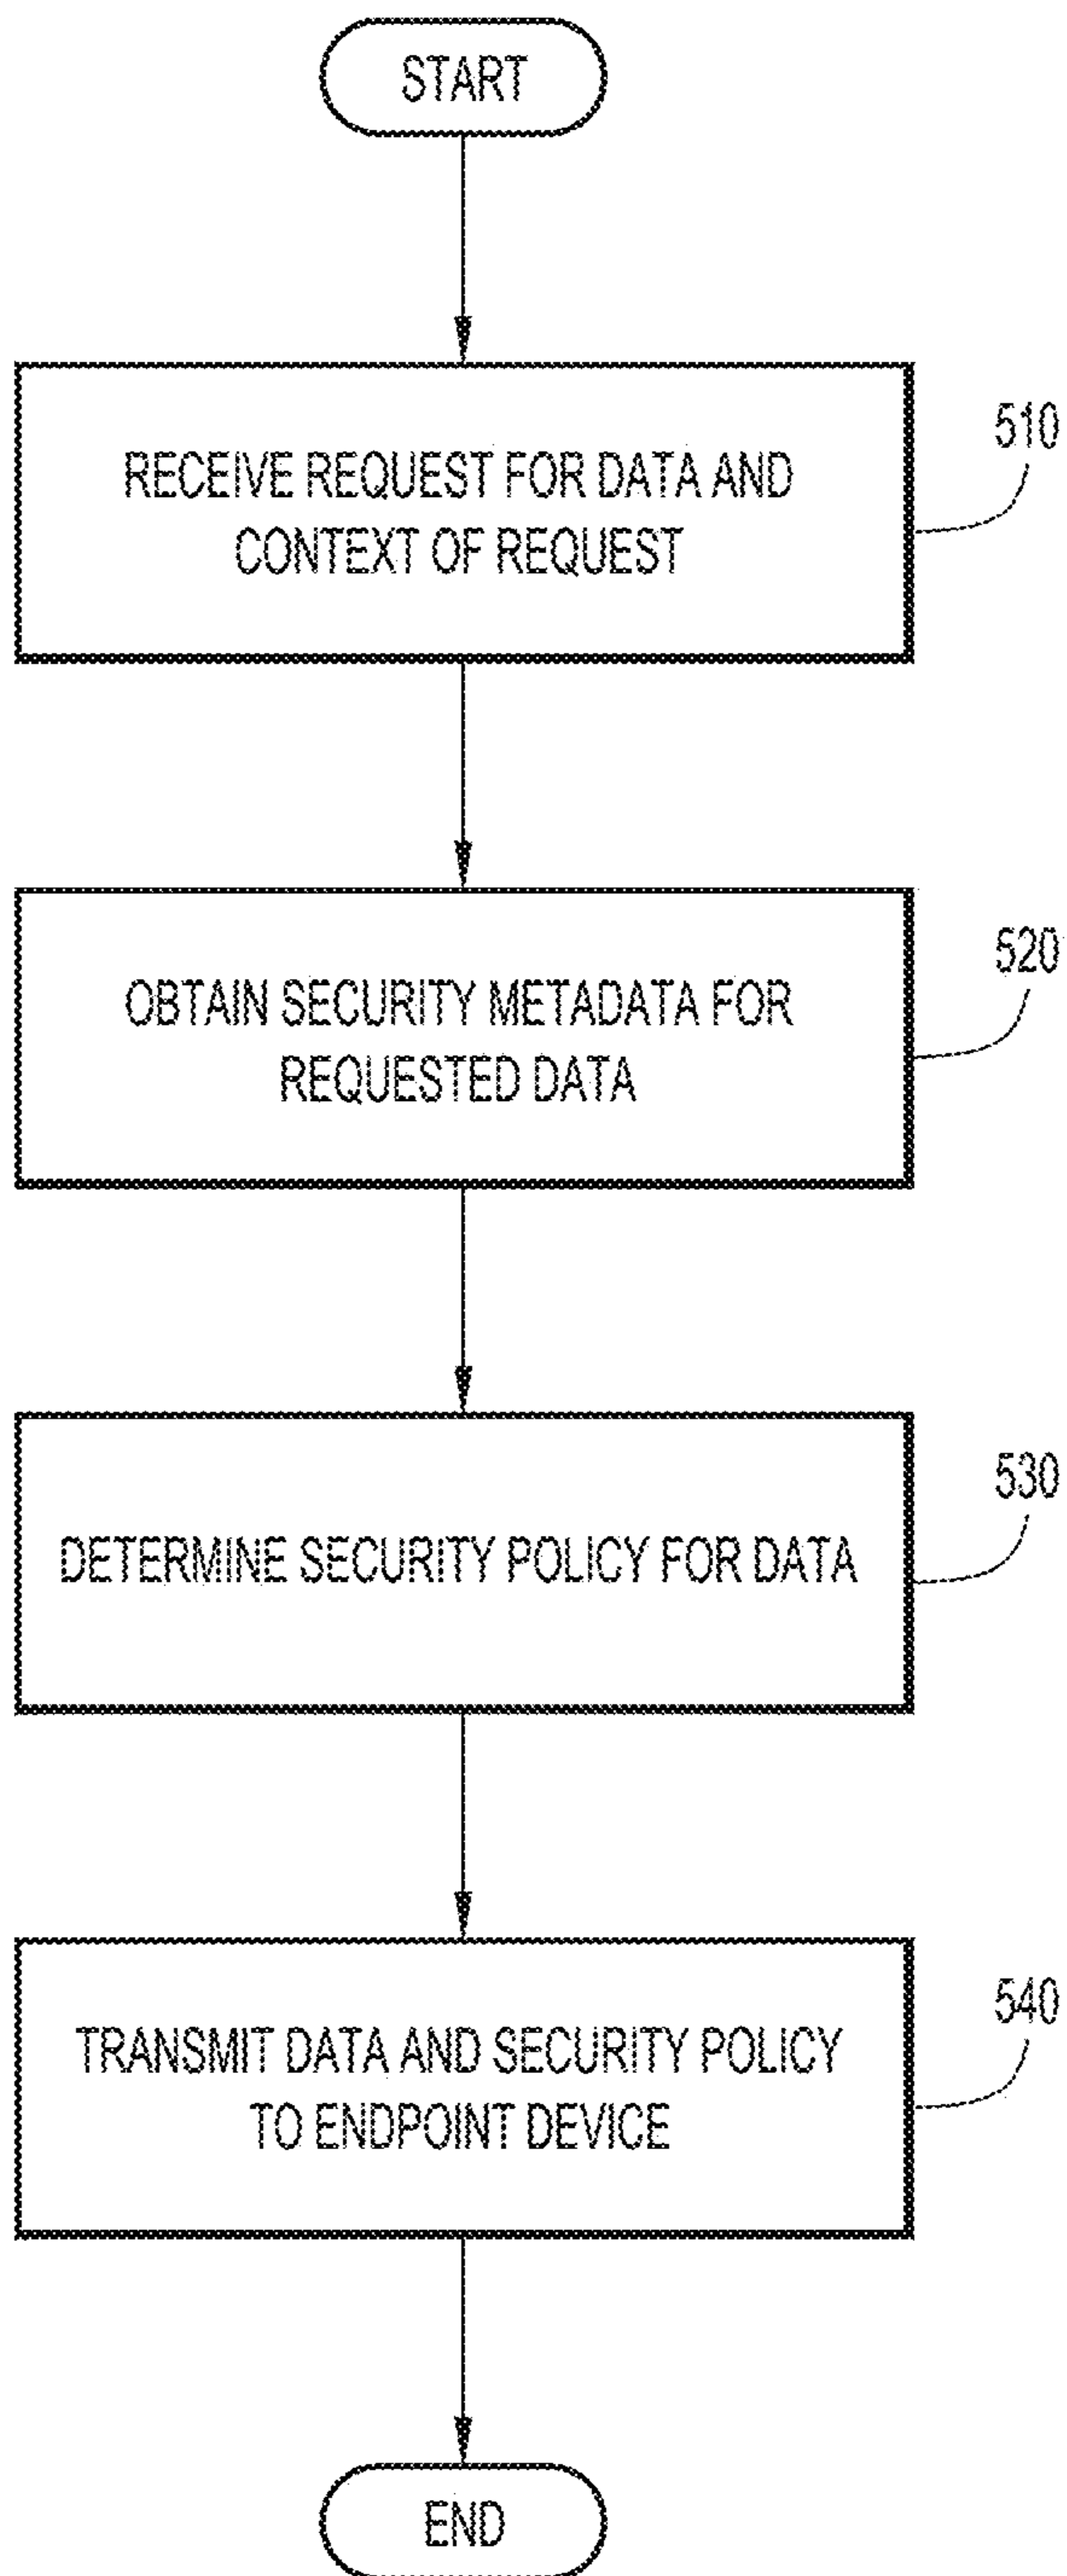 START
RECEIVE REQUEST FOR DATA AND
CONTEXT OF REQUEST
510
OBTAIN SECURITY METADATA FOR
REQUESTED DATA
520
DETERMINE SECURITY POLICY FOR DATA
530
TRANSMIT DATA AND SECURITY POLICY
TO ENDPOINT DEVICE
540
END